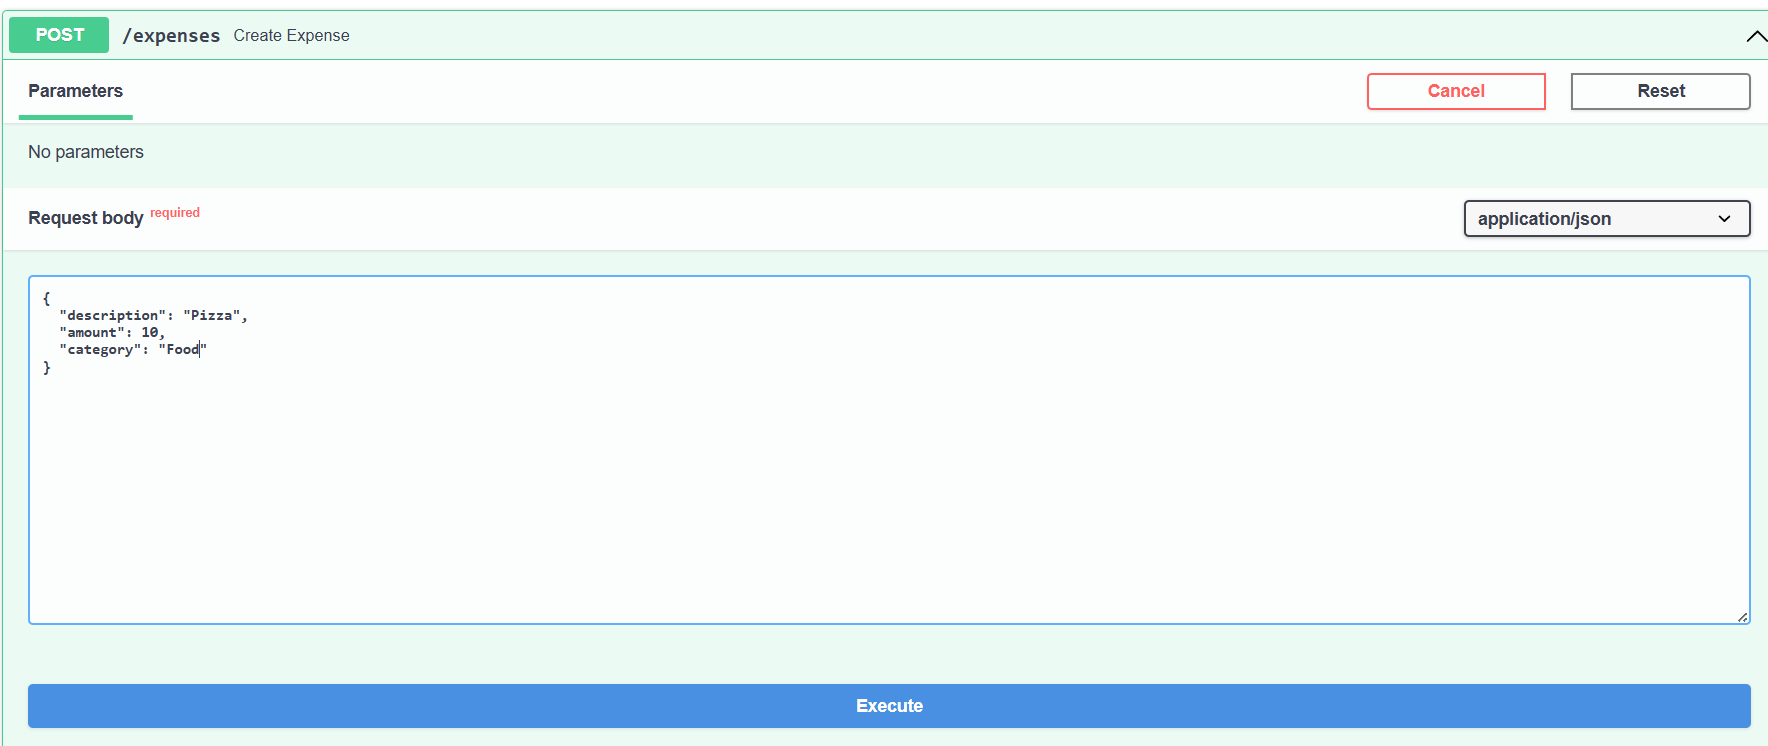 POST /expenses Create Expense
Parameters
Cancel
Reset
No parameters
Request body required
application/json
{
  "description": "Pizza",
  "amount": 10,
  "category": "Food"
}
Execute